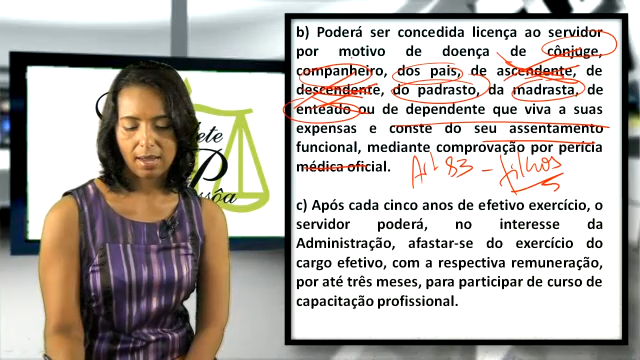 b) Poderá ser concedida licença ao servidor
por motivo de doença de cônjuge,
companheiro, dos pais, de ascendente, de
descendente, do padrasto, da madrasta, de
enteado ou de dependente que viva a suas
expensas e conste do seu assentamento
funcional, mediante comprovação por perícia
médica oficial.
Art 83 - filhos
c) Após cada cinco anos de efetivo exercício, o
servidor poderá, no interesse da
Administração, afastar-se do exercício do
cargo efetivo, com a respectiva remuneração,
por até três meses, para participar de curso de
capacitação profissional.